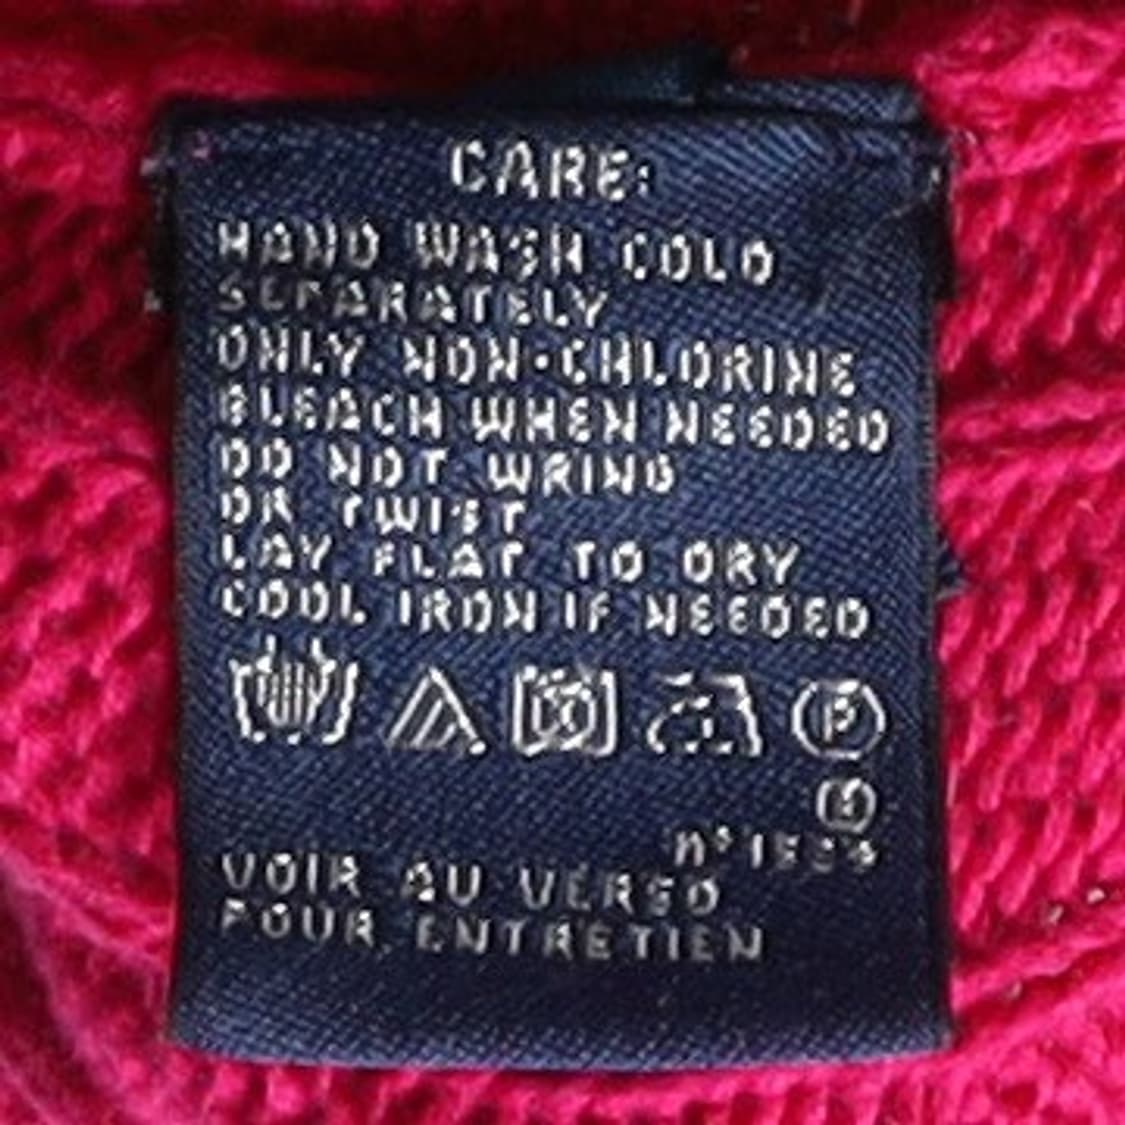 CARE:
HAND WASH COLD
SEPARATELY
ONLY NON-CHLORINE
BLEACH WHEN NEEDED
DO NOT WRING
OR TWIST
LAY FLAT TO DRY
COOL IRON IF NEEDED
P
VOIR AU VERSO
POUR ENTRETIEN